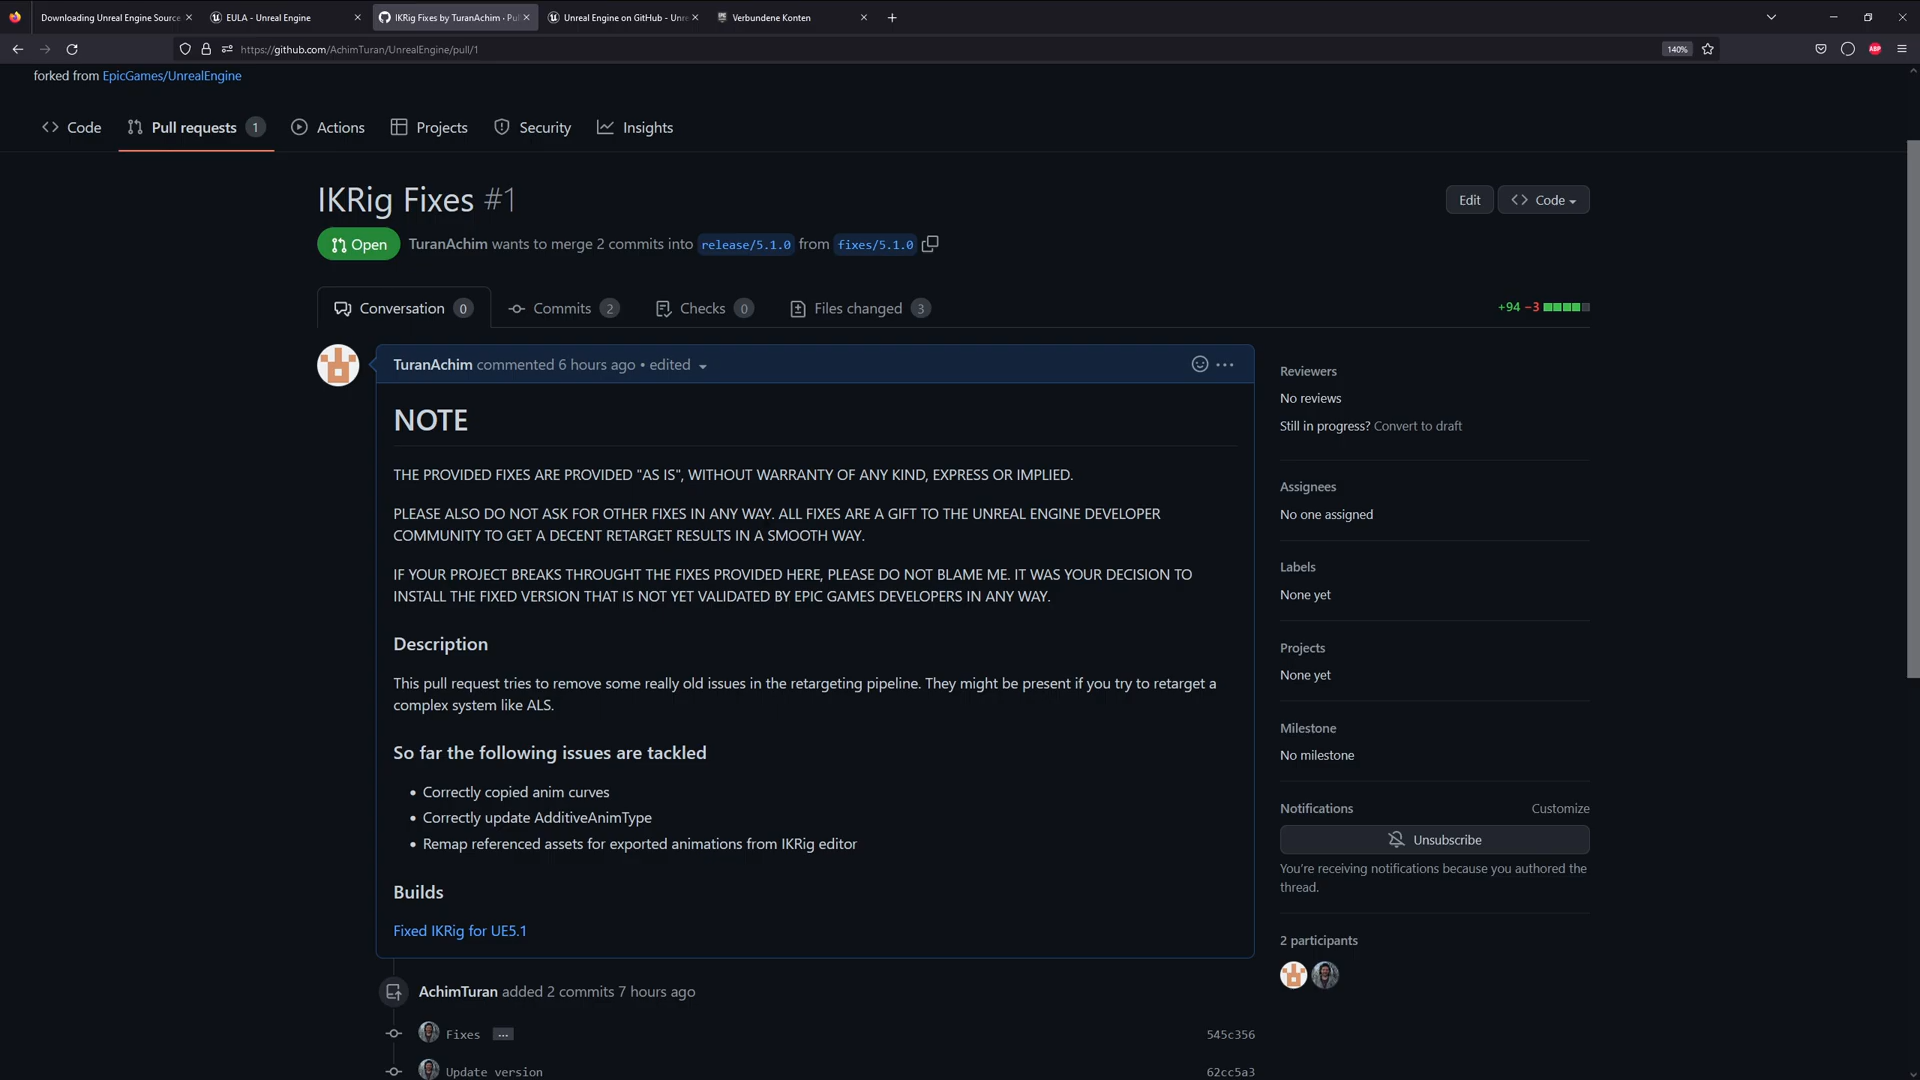 Downloading Unreal Engine Source
EULA - Unreal Engine
IKRig Fixes by TuranAchim · Pul
Unreal Engine on GitHub - Unre
Verbundene Konten
https://github.com/AchimTuran/UnrealEngine/pull/1
140%
ABP
forked from EpicGames/UnrealEngine
Code
Pull requests 1
Actions
Projects
Security
Insights
IKRig Fixes #1
Edit
Code
Open
TuranAchim wants to merge 2 commits into release/5.1.0 from fixes/5.1.0
Conversation 0
Commits 2
Checks 0
Files changed 3
+94 −3
TuranAchim commented 6 hours ago • edited
NOTE
THE PROVIDED FIXES ARE PROVIDED "AS IS", WITHOUT WARRANTY OF ANY KIND, EXPRESS OR IMPLIED.
PLEASE ALSO DO NOT ASK FOR OTHER FIXES IN ANY WAY. ALL FIXES ARE A GIFT TO THE UNREAL ENGINE DEVELOPER
COMMUNITY TO GET A DECENT RETARGET RESULTS IN A SMOOTH WAY.
IF YOUR PROJECT BREAKS THROUGHT THE FIXES PROVIDED HERE, PLEASE DO NOT BLAME ME. IT WAS YOUR DECISION TO
INSTALL THE FIXED VERSION THAT IS NOT YET VALIDATED BY EPIC GAMES DEVELOPERS IN ANY WAY.
Description
This pull request tries to remove some really old issues in the retargeting pipeline. They might be present if you try to retarget a
complex system like ALS.
So far the following issues are tackled
• Correctly copied anim curves
• Correctly update AdditiveAnimType
• Remap referenced assets for exported animations from IKRig editor
Builds
Fixed IKRig for UE5.1
Reviewers
No reviews
Still in progress? Convert to draft
Assignees
No one assigned
Labels
None yet
Projects
None yet
Milestone
No milestone
Notifications
Customize
Unsubscribe
You're receiving notifications because you authored the
thread.
2 participants
AchimTuran added 2 commits 7 hours ago
Fixes ...
545c356
Update version
62cc5a3